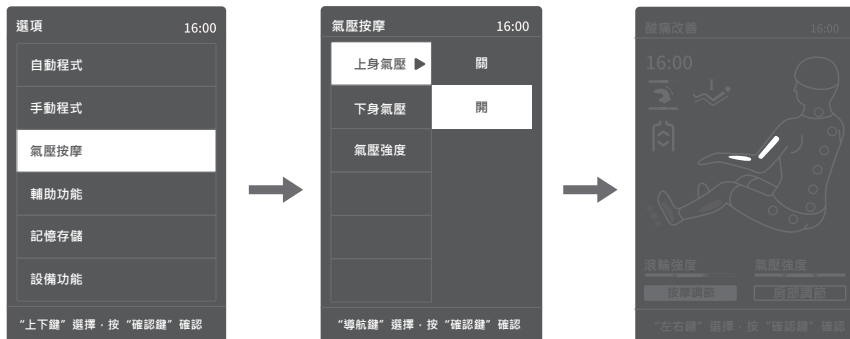 選項 16:00
自動程式
手動程式
氣壓按摩
輔助功能
記憶存儲
設備功能
“上下鍵”選擇，按“確認鍵”確認
氣壓按摩 16:00
上身氣壓 ▶ 關
下身氣壓 開
氣壓強度
“導航鍵”選擇，按“確認鍵”確認
酸痛改善 16:00
16:00
滾輪強度 氣壓強度
按摩調節 肩部調節
“左右鍵”選擇，按“確認鍵”確認